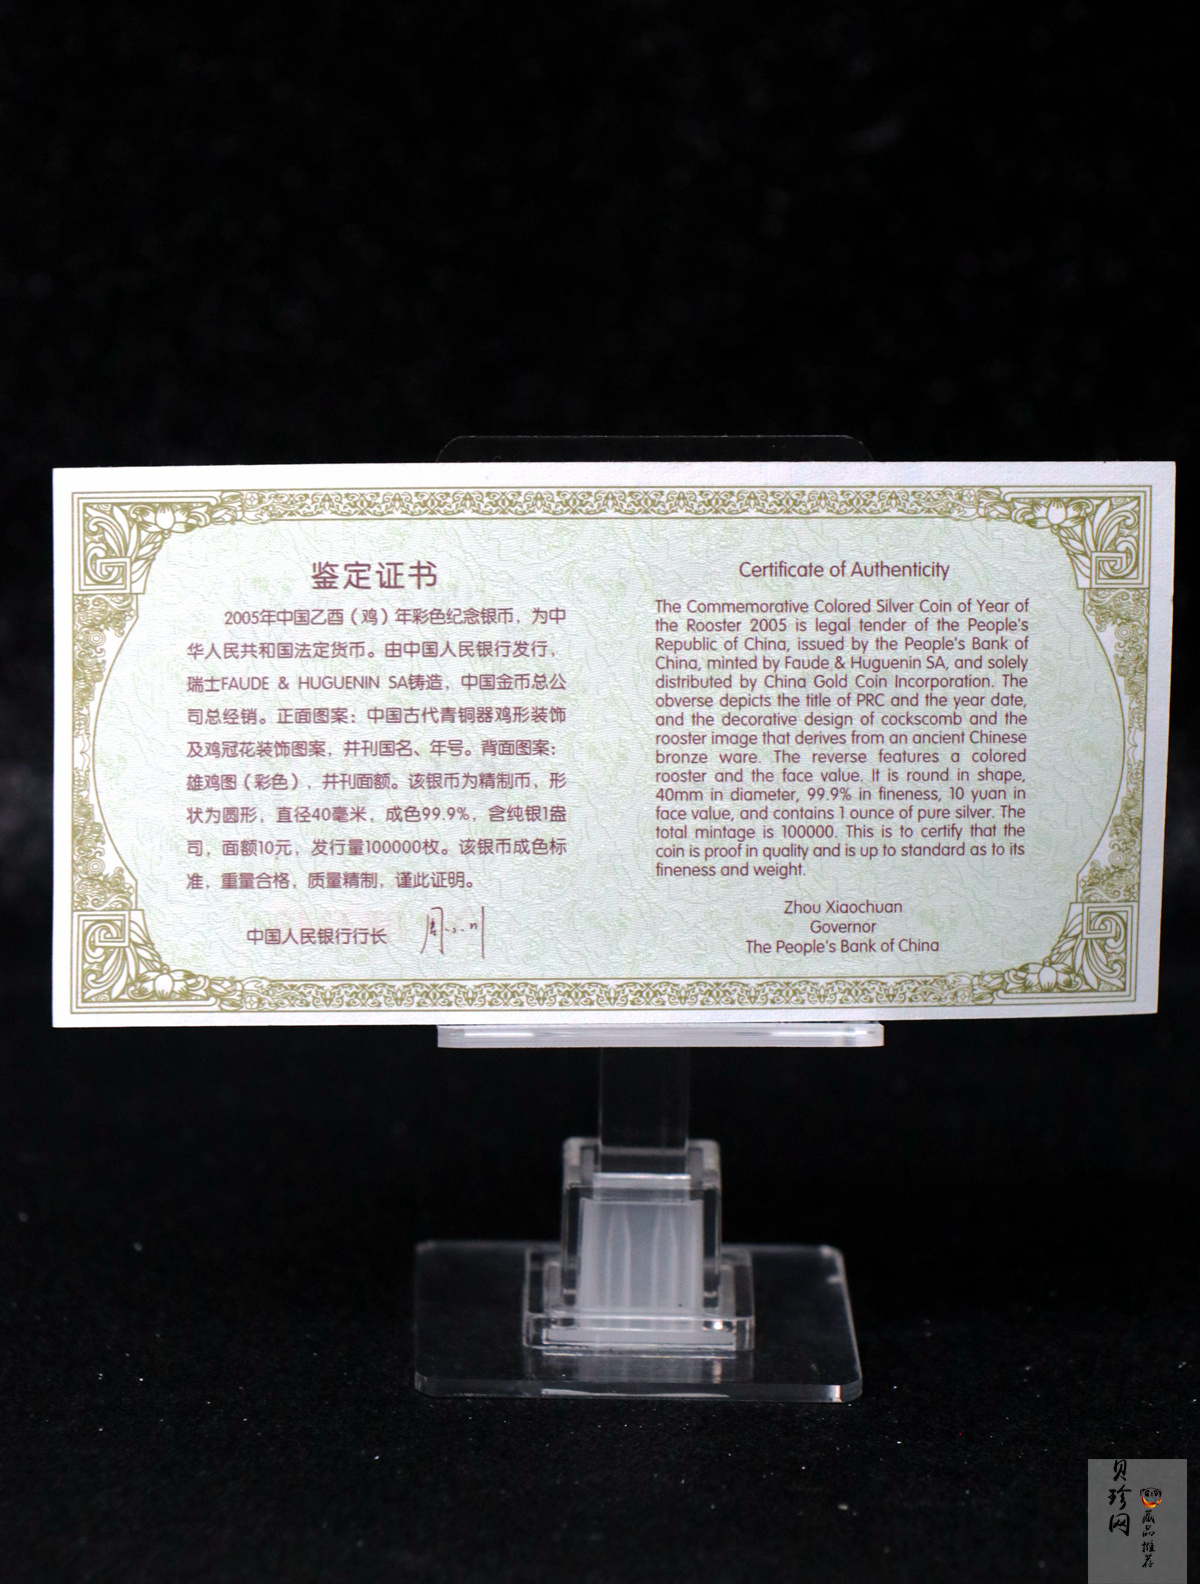 鉴定证书
2005年中国乙酉（鸡）年彩色纪念银币，为中
华人民共和国法定货币。由中国人民银行发行，
瑞士FAUDE & HUGUENIN SA铸造，中国金币总公
司总经销。正面图案：中国古代青铜器鸡形装饰
及鸡冠花装饰图案，并刊国名、年号。背面图案：
雄鸡图（彩色），并刊面额。该银币为精制币，形
状为圆形，直径40毫米，成色99.9%，含纯银1盎
司，面额10元，发行量100000枚。该银币成色标
准，重量合格，质量精制，谨此证明。
中国人民银行行长
Certificate of Authenticity
The Commemorative Colored Silver Coin of Year of
the Rooster 2005 is legal tender of the People's
Republic of China, issued by the People's Bank of
China, minted by Faude & Huguenin SA, and solely
distributed by China Gold Coin Incorporation. The
obverse depicts the title of PRC and the year date,
and the decorative design of cockscomb and the
rooster image that derives from an ancient Chinese
bronze ware. The reverse features a colored
rooster and the face value. It is round in shape,
40mm in diameter, 99.9% in fineness, 10 yuan in
face value, and contains 1 ounce of pure silver. The
total mintage is 100000. This is to certify that the
coin is proof in quality and is up to standard as to its
fineness and weight.
Zhou Xiaochuan
Governor
The People's Bank of China
贝珍网
藏品推荐